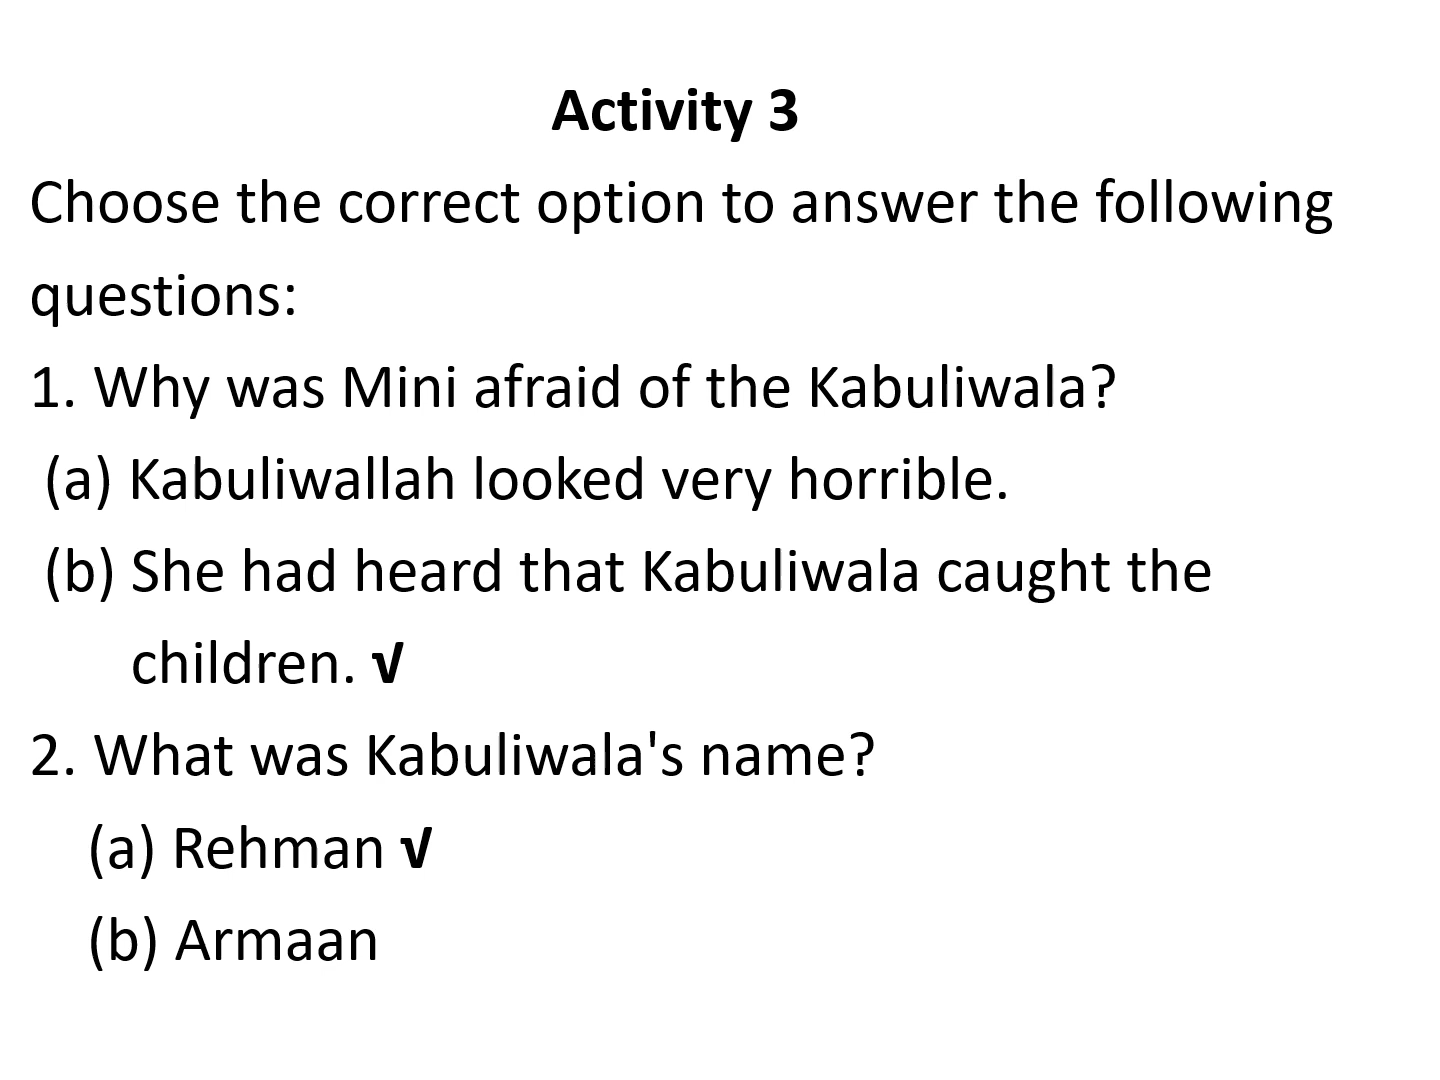 Activity 3
Choose the correct option to answer the following
questions:
1. Why was Mini afraid of the Kabuliwala?
(a) Kabuliwallah looked very horrible.
(b) She had heard that Kabuliwala caught the
children. √
2. What was Kabuliwala's name?
(a) Rehman √
(b) Armaan